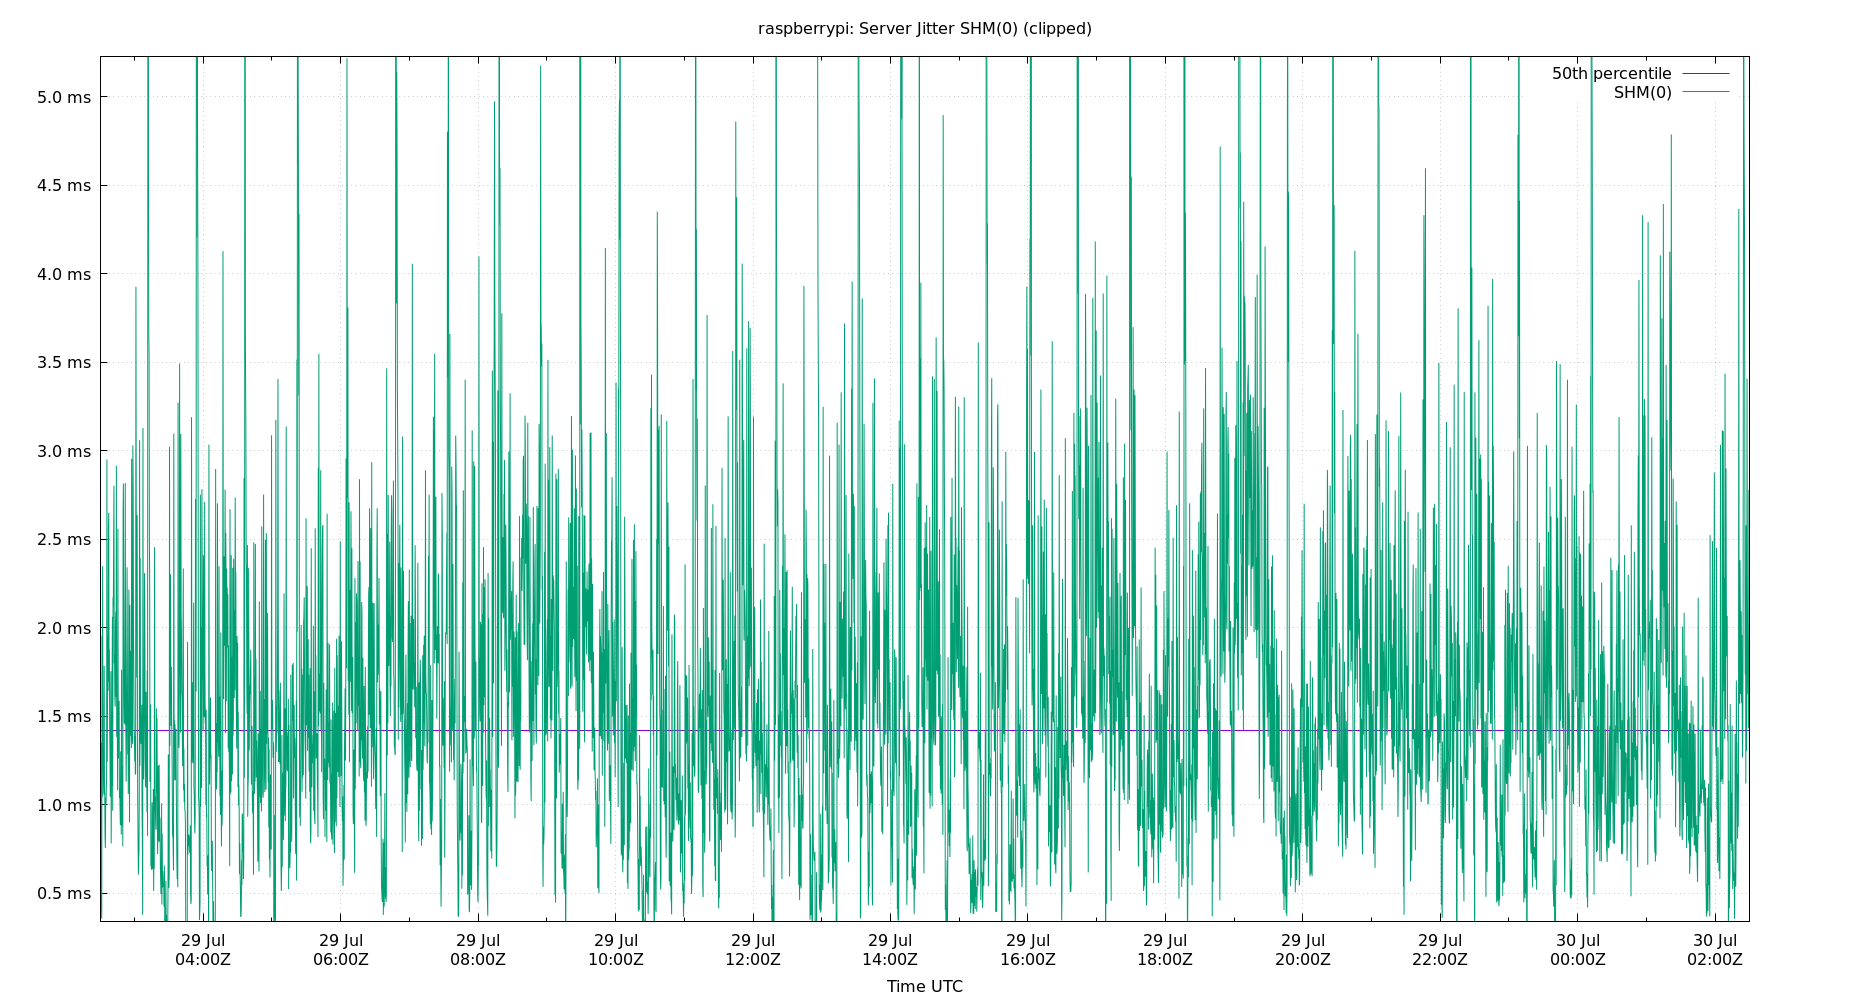 raspberrypi: Server Jitter SHM(0) (clipped)
50th percentile
SHM(0)
5.0 ms
4.5 ms
4.0 ms
3.5 ms
3.0 ms
2.5 ms
2.0 ms
1.5 ms
1.0 ms
0.5 ms
29 Jul 29 Jul 29 Jul 29 Jul 29 Jul 29 Jul 29 Jul 29 Jul 29 Jul 29 Jul 30 Jul 30 Jul
04:00Z 06:00Z 08:00Z 10:00Z 12:00Z 14:00Z 16:00Z 18:00Z 20:00Z 22:00Z 00:00Z 02:00Z
Time UTC